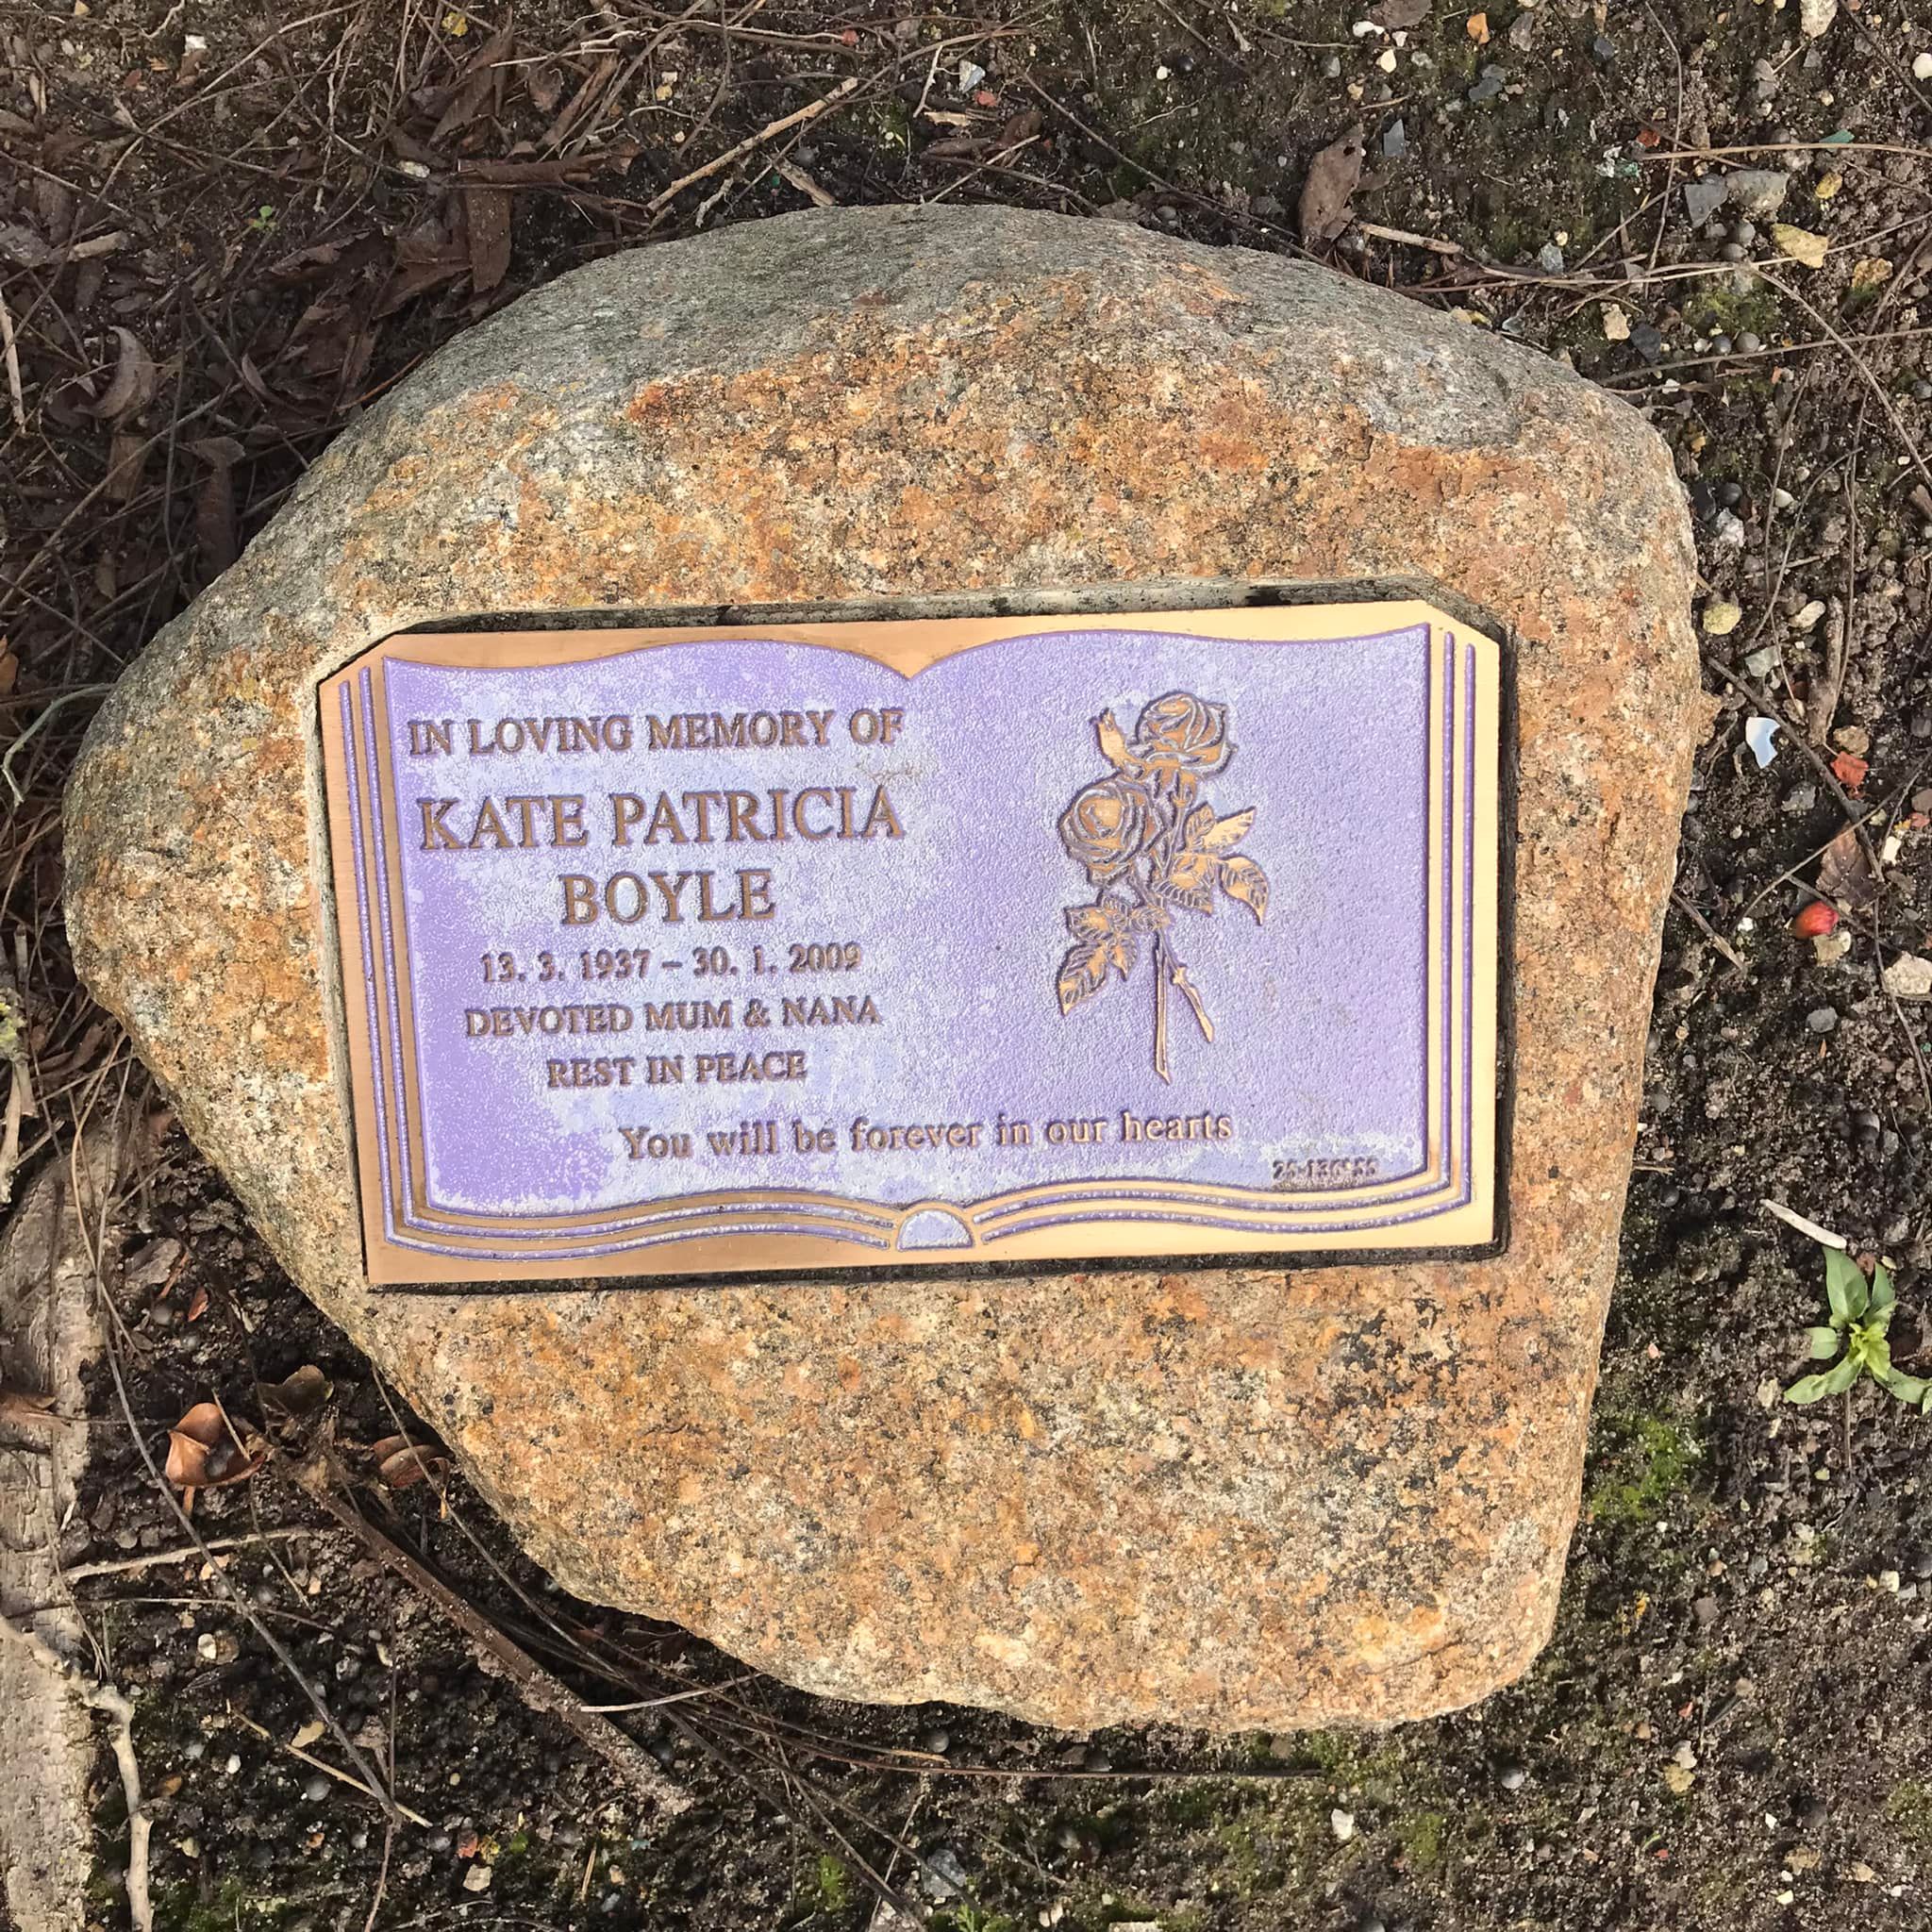 IN LOVING MEMORY OF
KATE PATRICIA
BOYLE
13. 3. 1937 – 30. 1. 2009
DEVOTED MUM & NANA
REST IN PEACE
You will be forever in our hearts